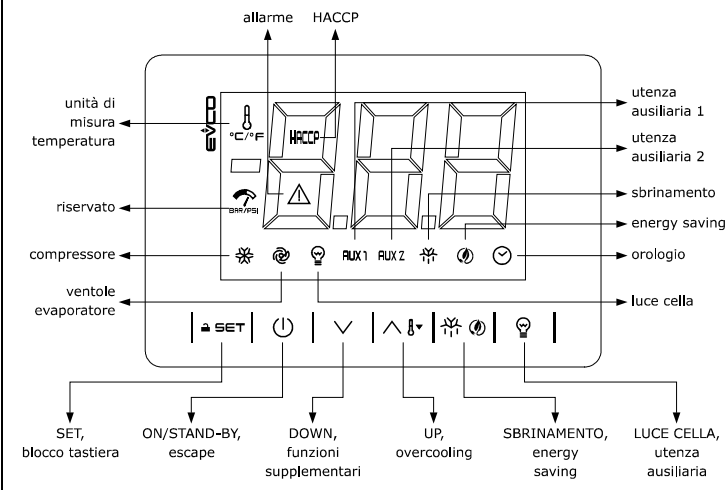 allarme HACCP
unità di
misura
temperatura
utenza
ausiliaria 1
utenza
ausiliaria 2
EVCO
°C/°F
HACCP
riservato
BAR/PSI
sbrinamento
energy saving
compressore
AUX 1 AUX 2
orologio
ventole
evaporatore
luce cella
SET
SET,
blocco tastiera
ON/STAND-BY,
escape
DOWN,
funzioni
supplementari
UP,
overcooling
SBRINAMENTO,
energy
saving
LUCE CELLA,
utenza
ausiliaria